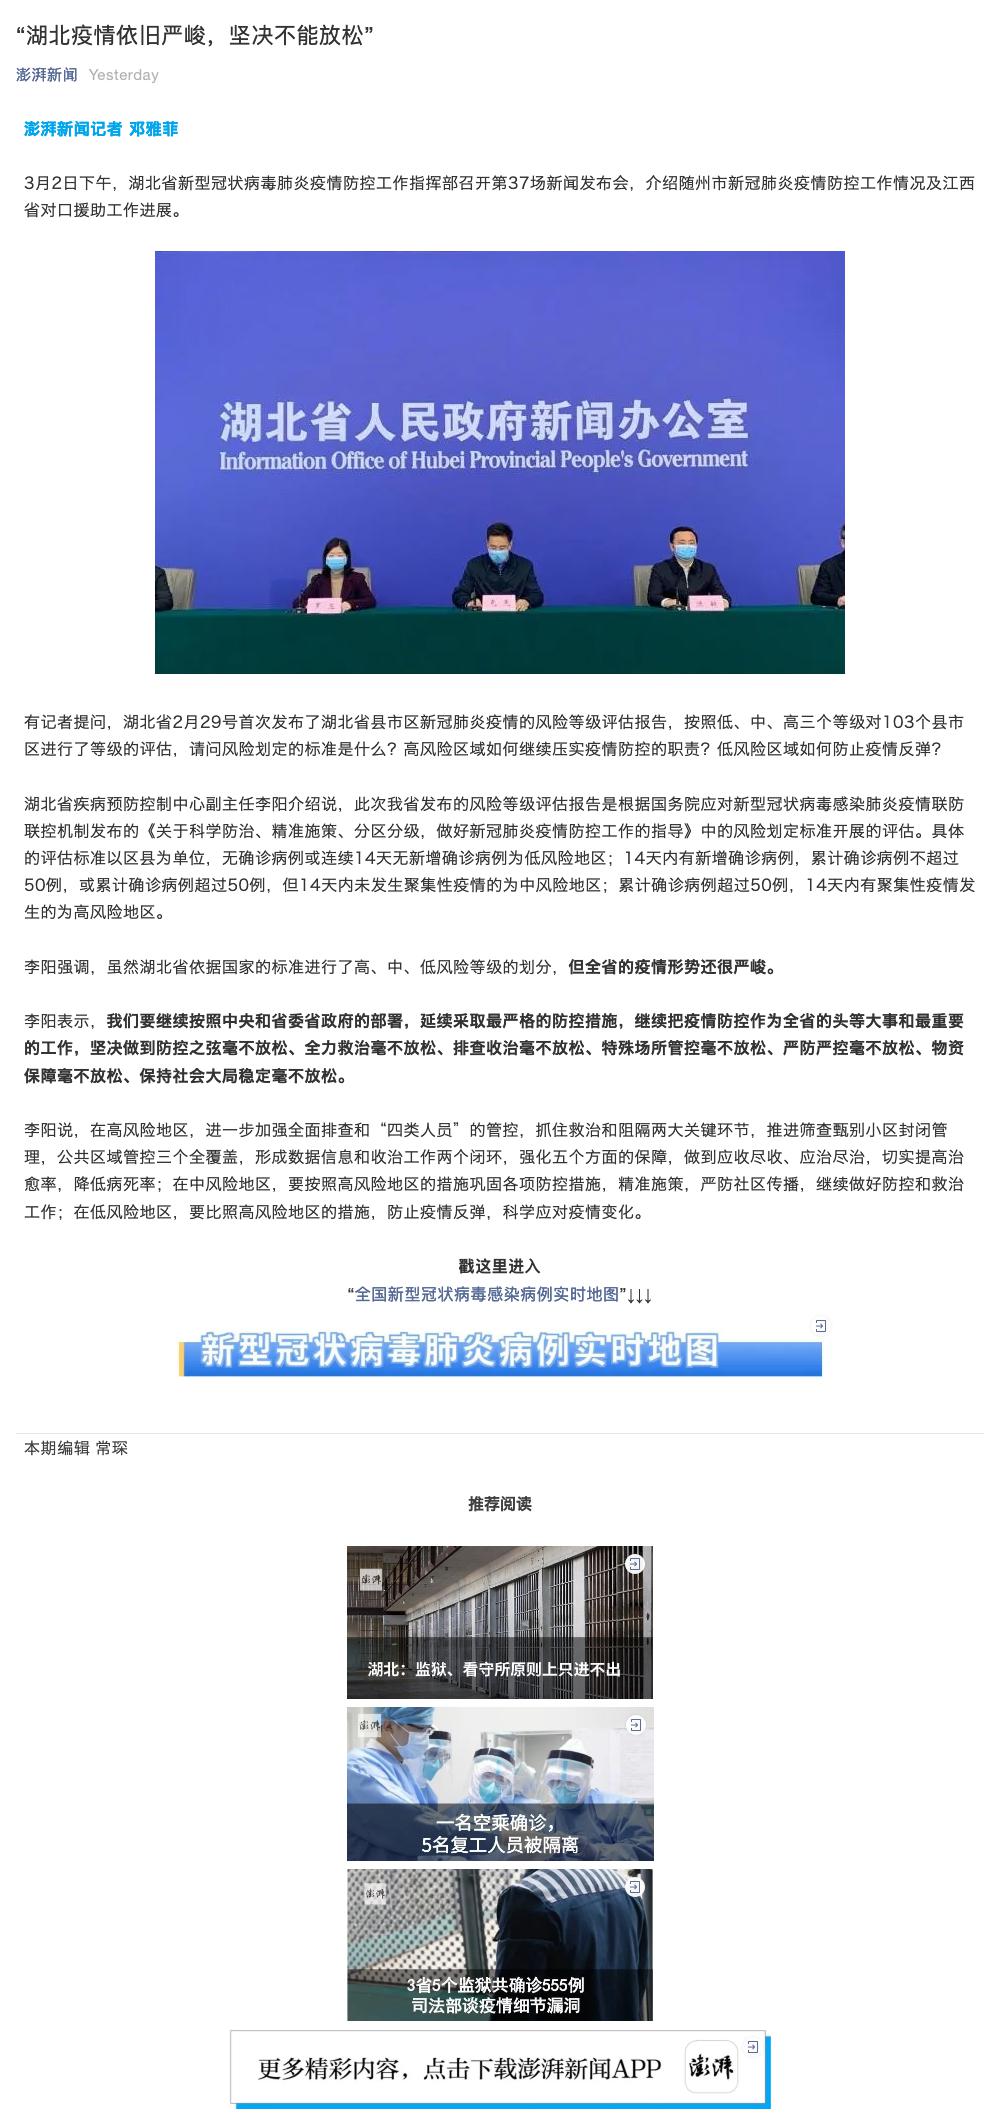 “湖北疫情依旧严峻，坚决不能放松”
澎湃新闻 Yesterday
澎湃新闻记者 邓雅菲
3月2日下午，湖北省新型冠状病毒肺炎疫情防控工作指挥部召开第37场新闻发布会，介绍随州市新冠肺炎疫情防控工作情况及江西
省对口援助工作进展。
湖北省人民政府新闻办公室
Information Office of Hubei Provincial People's Government
有记者提问，湖北省2月29号首次发布了湖北省县市区新冠肺炎疫情的风险等级评估报告，按照低、中、高三个等级对103个县市
区进行了等级的评估，请问风险划定的标准是什么？高风险区域如何继续压实疫情防控的职责？低风险区域如何防止疫情反弹？
湖北省疾病预防控制中心副主任李阳介绍说，此次我省发布的风险等级评估报告是根据国务院应对新型冠状病毒感染肺炎疫情联防
联控机制发布的《关于科学防治、精准施策、分区分级，做好新冠肺炎疫情防控工作的指导》中的风险划定标准开展的评估。具体
的评估标准以区县为单位，无确诊病例或连续14天无新增确诊病例为低风险地区；14天内有新增确诊病例，累计确诊病例不超过
50例，或累计确诊病例超过50例，但14天内未发生聚集性疫情的为中风险地区；累计确诊病例超过50例，14天内有聚集性疫情发
生的为高风险地区。
李阳强调，虽然湖北省依据国家的标准进行了高、中、低风险等级的划分，但全省的疫情形势还很严峻。
李阳表示，我们要继续按照中央和省委省政府的部署，延续采取最严格的防控措施，继续把疫情防控作为全省的头等大事和最重要
的工作，坚决做到防控之弦毫不放松、全力救治毫不放松、排查收治毫不放松、特殊场所管控毫不放松、严防严控毫不放松、物资
保障毫不放松、保持社会大局稳定毫不放松。
李阳说，在高风险地区，进一步加强全面排查和“四类人员”的管控，抓住救治和阻隔两大关键环节，推进筛查甄别小区封闭管
理，公共区域管控三个全覆盖，形成数据信息和收治工作两个闭环，强化五个方面的保障，做到应收尽收、应治尽治，切实提高治
愈率，降低病死率；在中风险地区，要按照高风险地区的措施巩固各项防控措施，精准施策，严防社区传播，继续做好防控和救治
工作；在低风险地区，要比照高风险地区的措施，防止疫情反弹，科学应对疫情变化。
戳这里进入
“全国新型冠状病毒感染病例实时地图”↓↓↓
新型冠状病毒肺炎病例实时地图
本期编辑 常琛
推荐阅读
澎湃
湖北：监狱、看守所原则上只进不出
澎湃
一名空乘确诊，
5名复工人员被隔离
澎湃
3省5个监狱共确诊555例
司法部谈疫情细节漏洞
更多精彩内容，点击下载澎湃新闻APP
澎湃